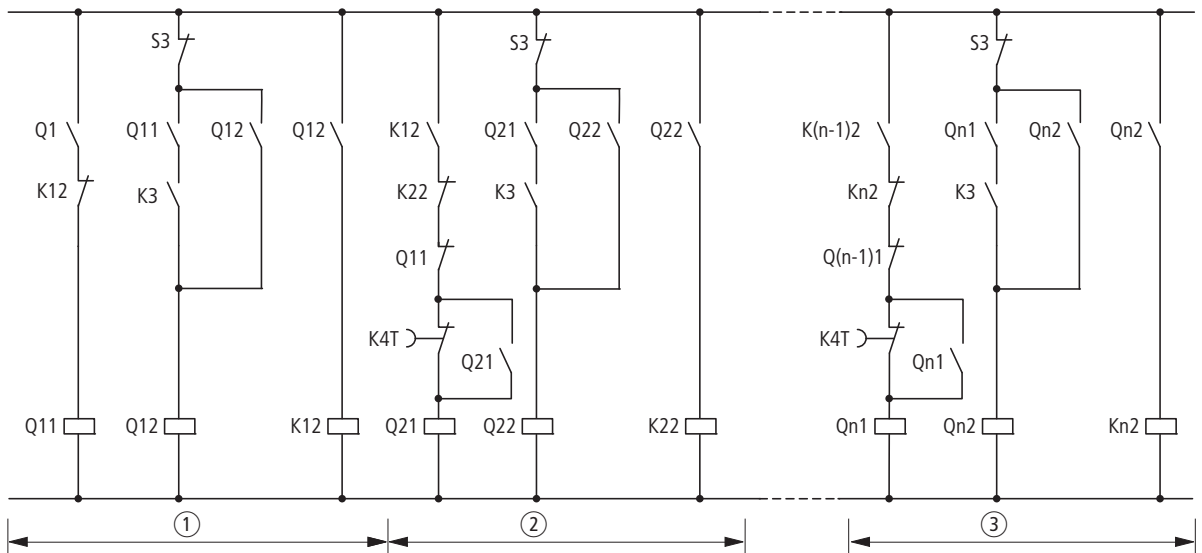 S3 S3 S3
Q1 Q11 Q12 Q12 K12 Q21 Q22 Q22 K(n-1)2 Qn1 Qn2 Qn2
K12 K3 K22 K3 Kn2 K3
Q11 Q(n-1)1
K4T Q21 K4T Qn1
Q11 Q12 K12 Q21 Q22 K22 Qn1 Qn2 Kn2
① ② ③